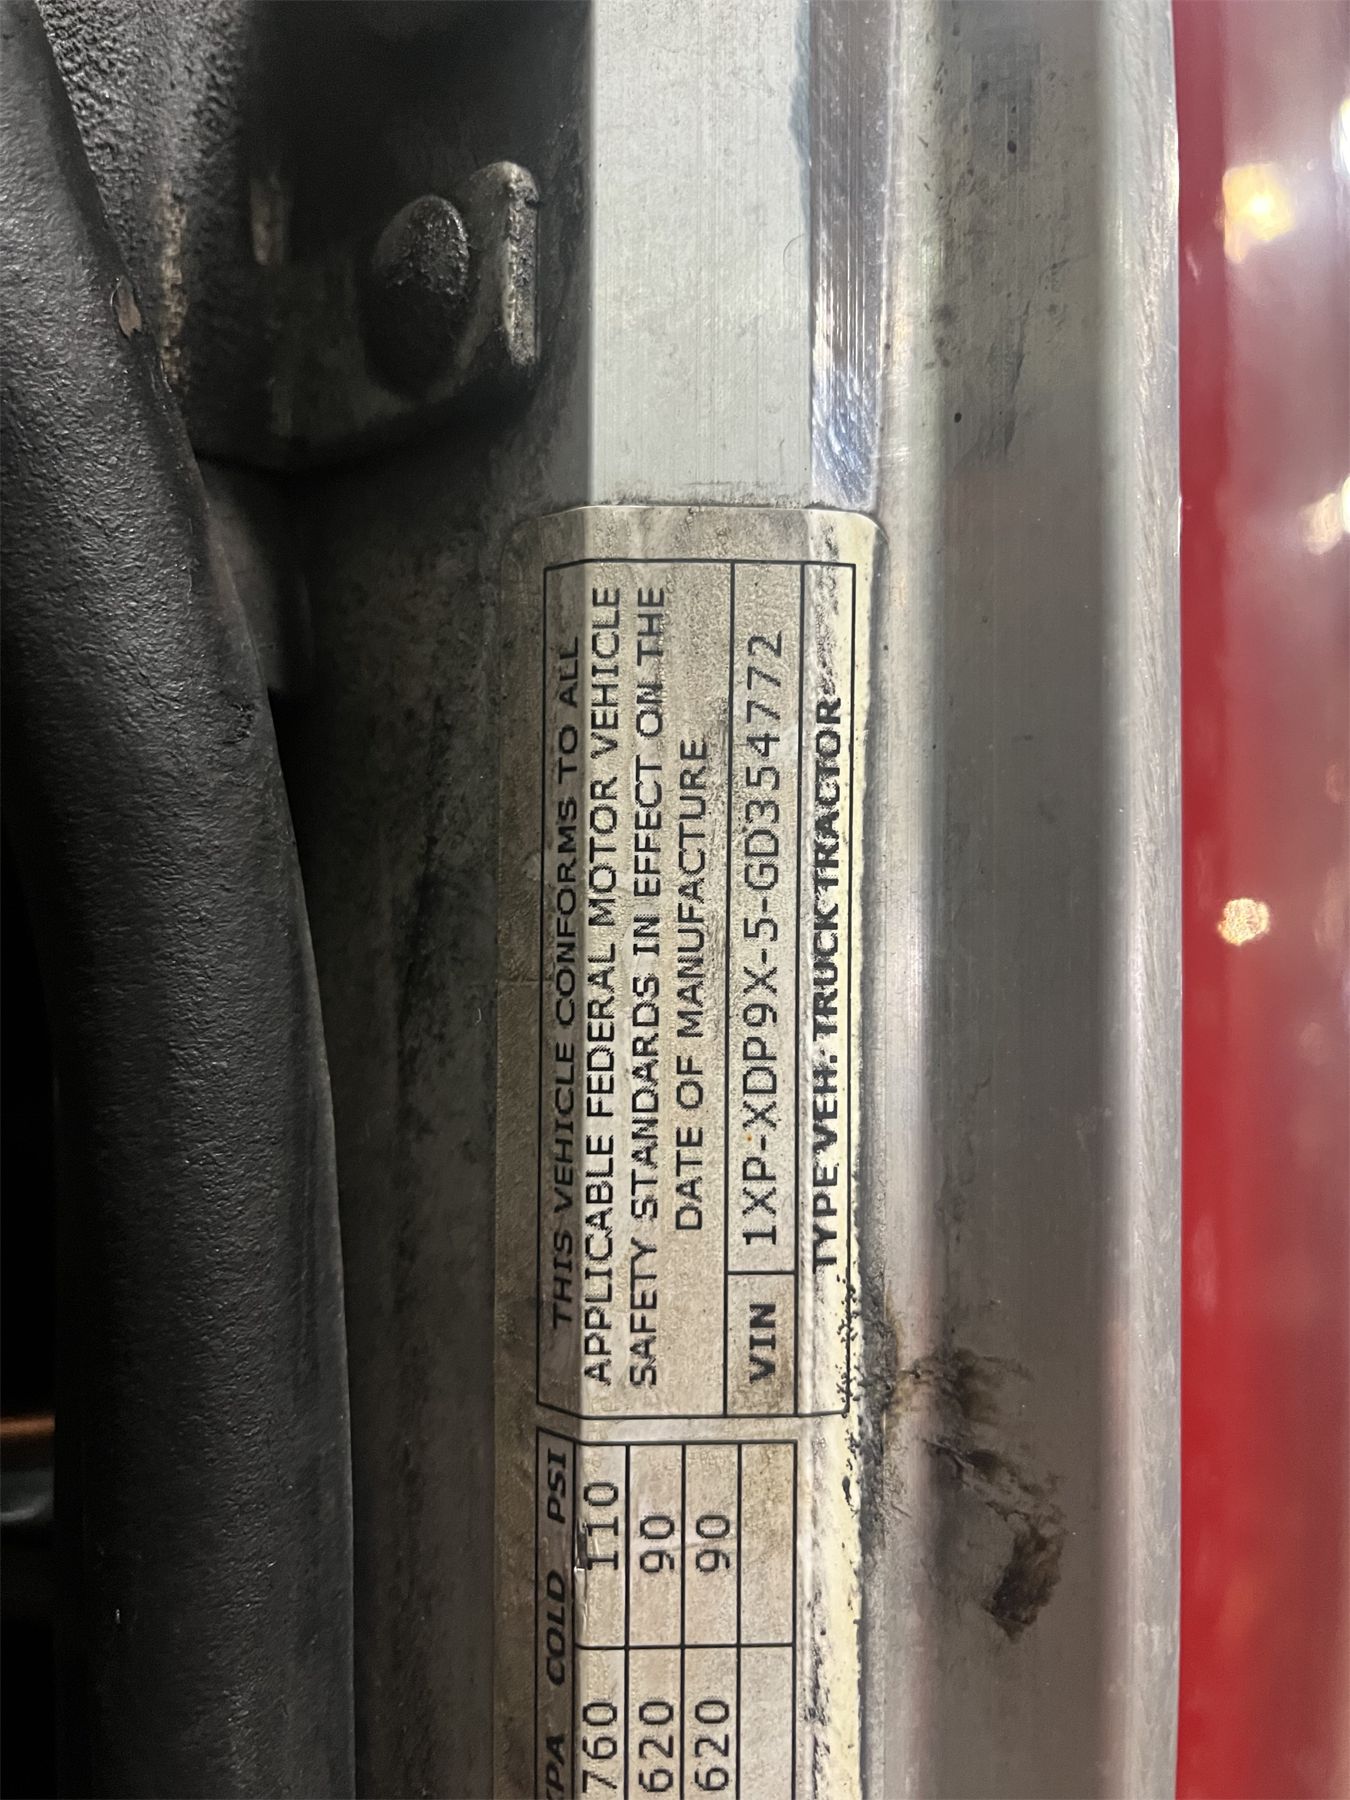 THIS VEHICLE CONFORMS TO ALL
APPLICABLE FEDERAL MOTOR VEHICLE
SAFETY STANDARDS IN EFFECT ON THE
DATE OF MANUFACTURE
VIN 1XP-XDP9X-5-GD354772
TYPE VEH. TRUCK TRACTOR
COLD PSI
760 110
620 90
620 90